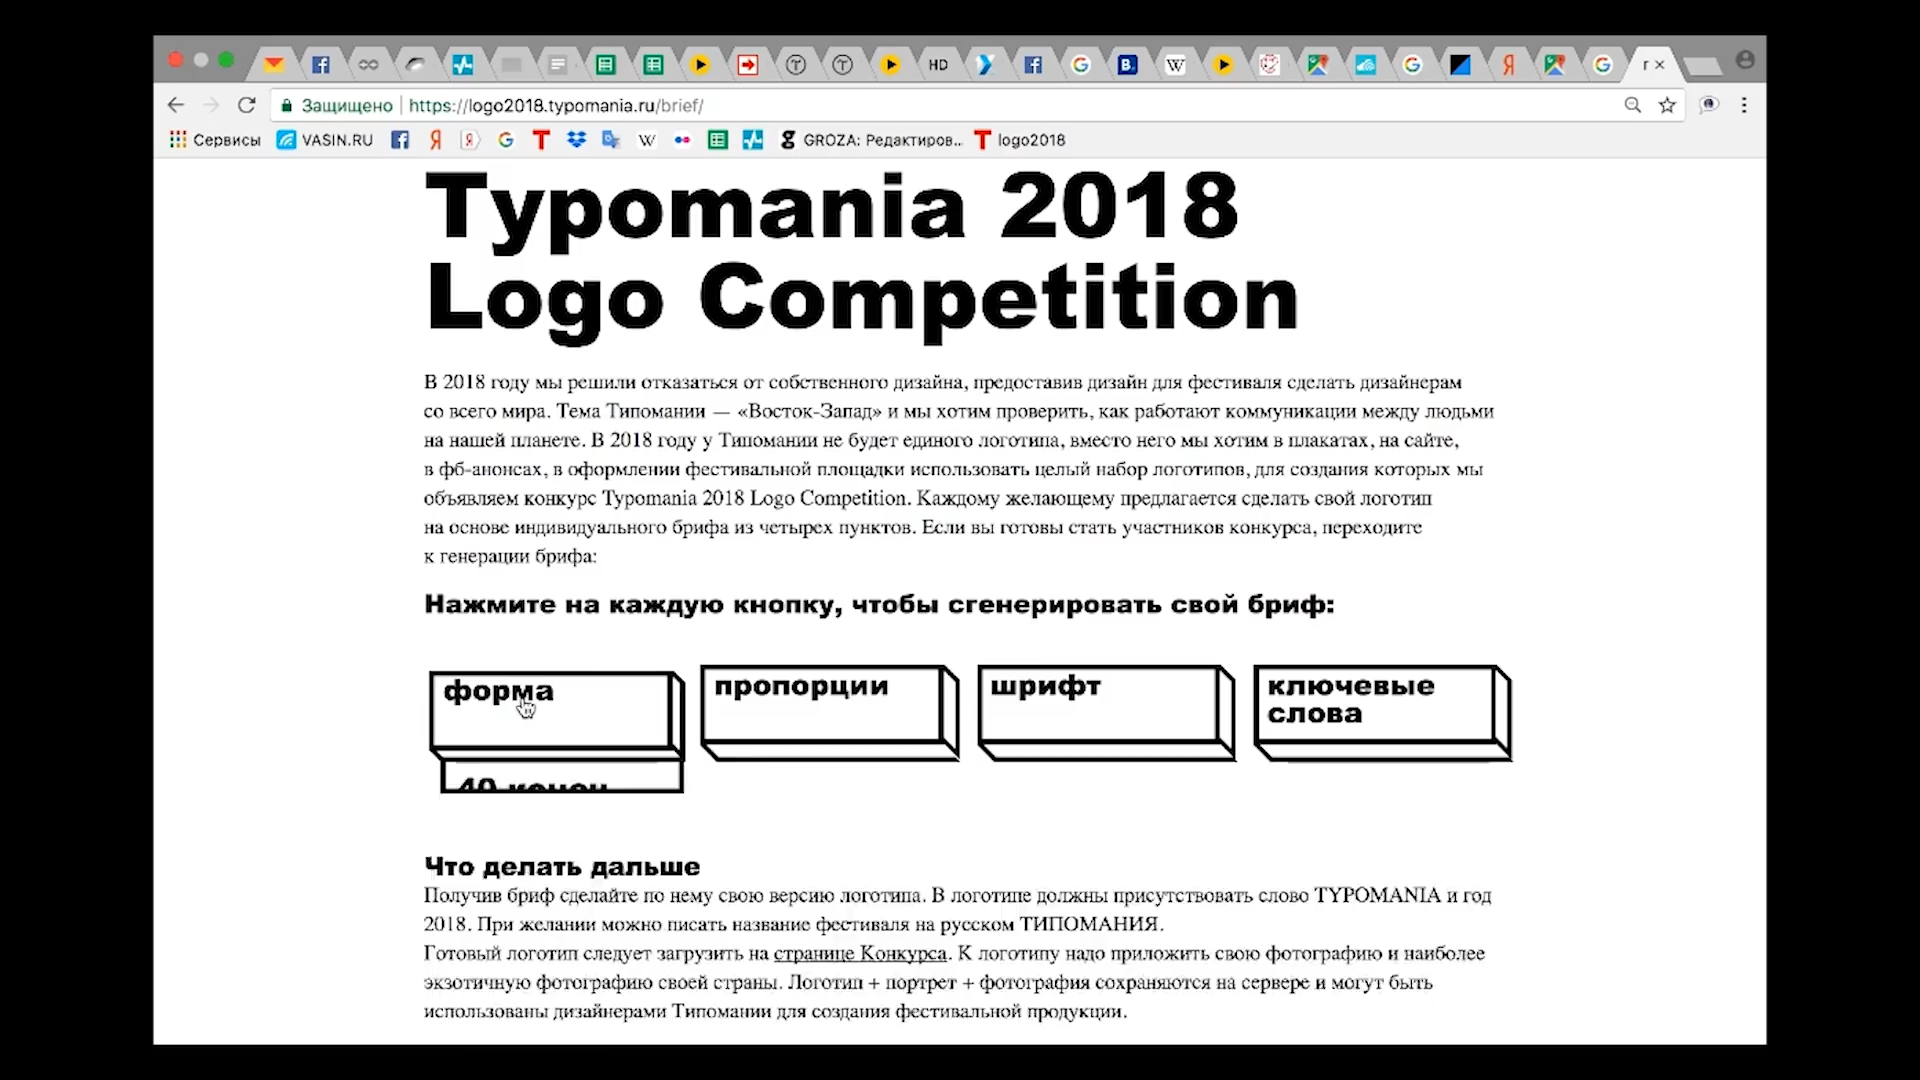 HD
B.
W
Я
г
Защищено
https://logo2018.typomania.ru/brief/
Сервисы VASIN.RU Я Я G T W GROZA: Редактиров... T logo2018
Typomania 2018
Logo Competition
В 2018 году мы решили отказаться от собственного дизайна, предоставив дизайн для фестиваля сделать дизайнерам
со всего мира. Тема Типомании — «Восток-Запад» и мы хотим проверить, как работают коммуникации между людьми
на нашей планете. В 2018 году у Типомании не будет единого логотипа, вместо него мы хотим в плакатах, на сайте,
в фб-анонсах, в оформлении фестивальной площадки использовать целый набор логотипов, для создания которых мы
объявляем конкурс Typomania 2018 Logo Competition. Каждому желающему предлагается сделать свой логотип
на основе индивидуального брифа из четырех пунктов. Если вы готовы стать участников конкурса, переходите
к генерации брифа:
Нажмите на каждую кнопку, чтобы сгенерировать свой бриф:
форма
пропорции
шрифт
ключевые
слова
Что делать дальше
Получив бриф сделайте по нему свою версию логотипа. В логотипе должны присутствовать слово TYPOMANIA и год
2018. При желании можно писать название фестиваля на русском ТИПОМАНИЯ.
Готовый логотип следует загрузить на странице Конкурса. К логотипу надо приложить свою фотографию и наиболее
экзотичную фотографию своей страны. Логотип + портрет + фотография сохраняются на сервере и могут быть
использованы дизайнерами Типомании для создания фестивальной продукции.